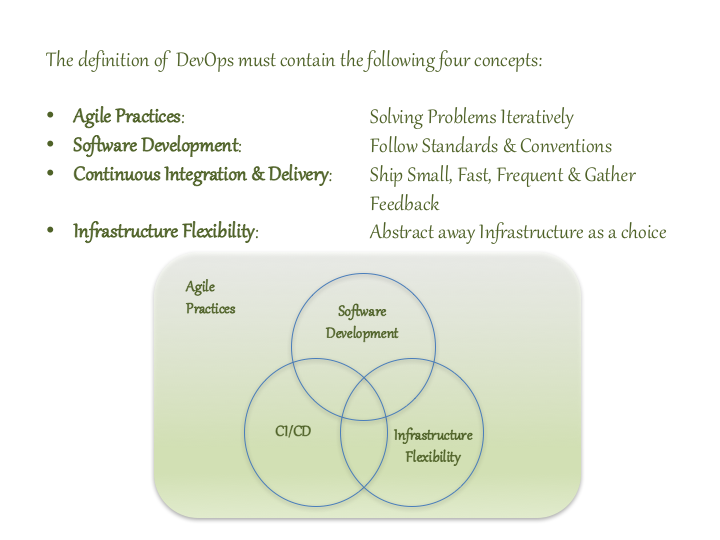 The definition of DevOps must contain the following four concepts:
• Agile Practices: Solving Problems Iteratively
• Software Development: Follow Standards & Conventions
• Continuous Integration & Delivery: Ship Small, Fast, Frequent & Gather
Feedback
• Infrastructure Flexibility: Abstract away Infrastructure as a choice
Agile
Practices
Software
Development
CI/CD
Infrastructure
Flexibility